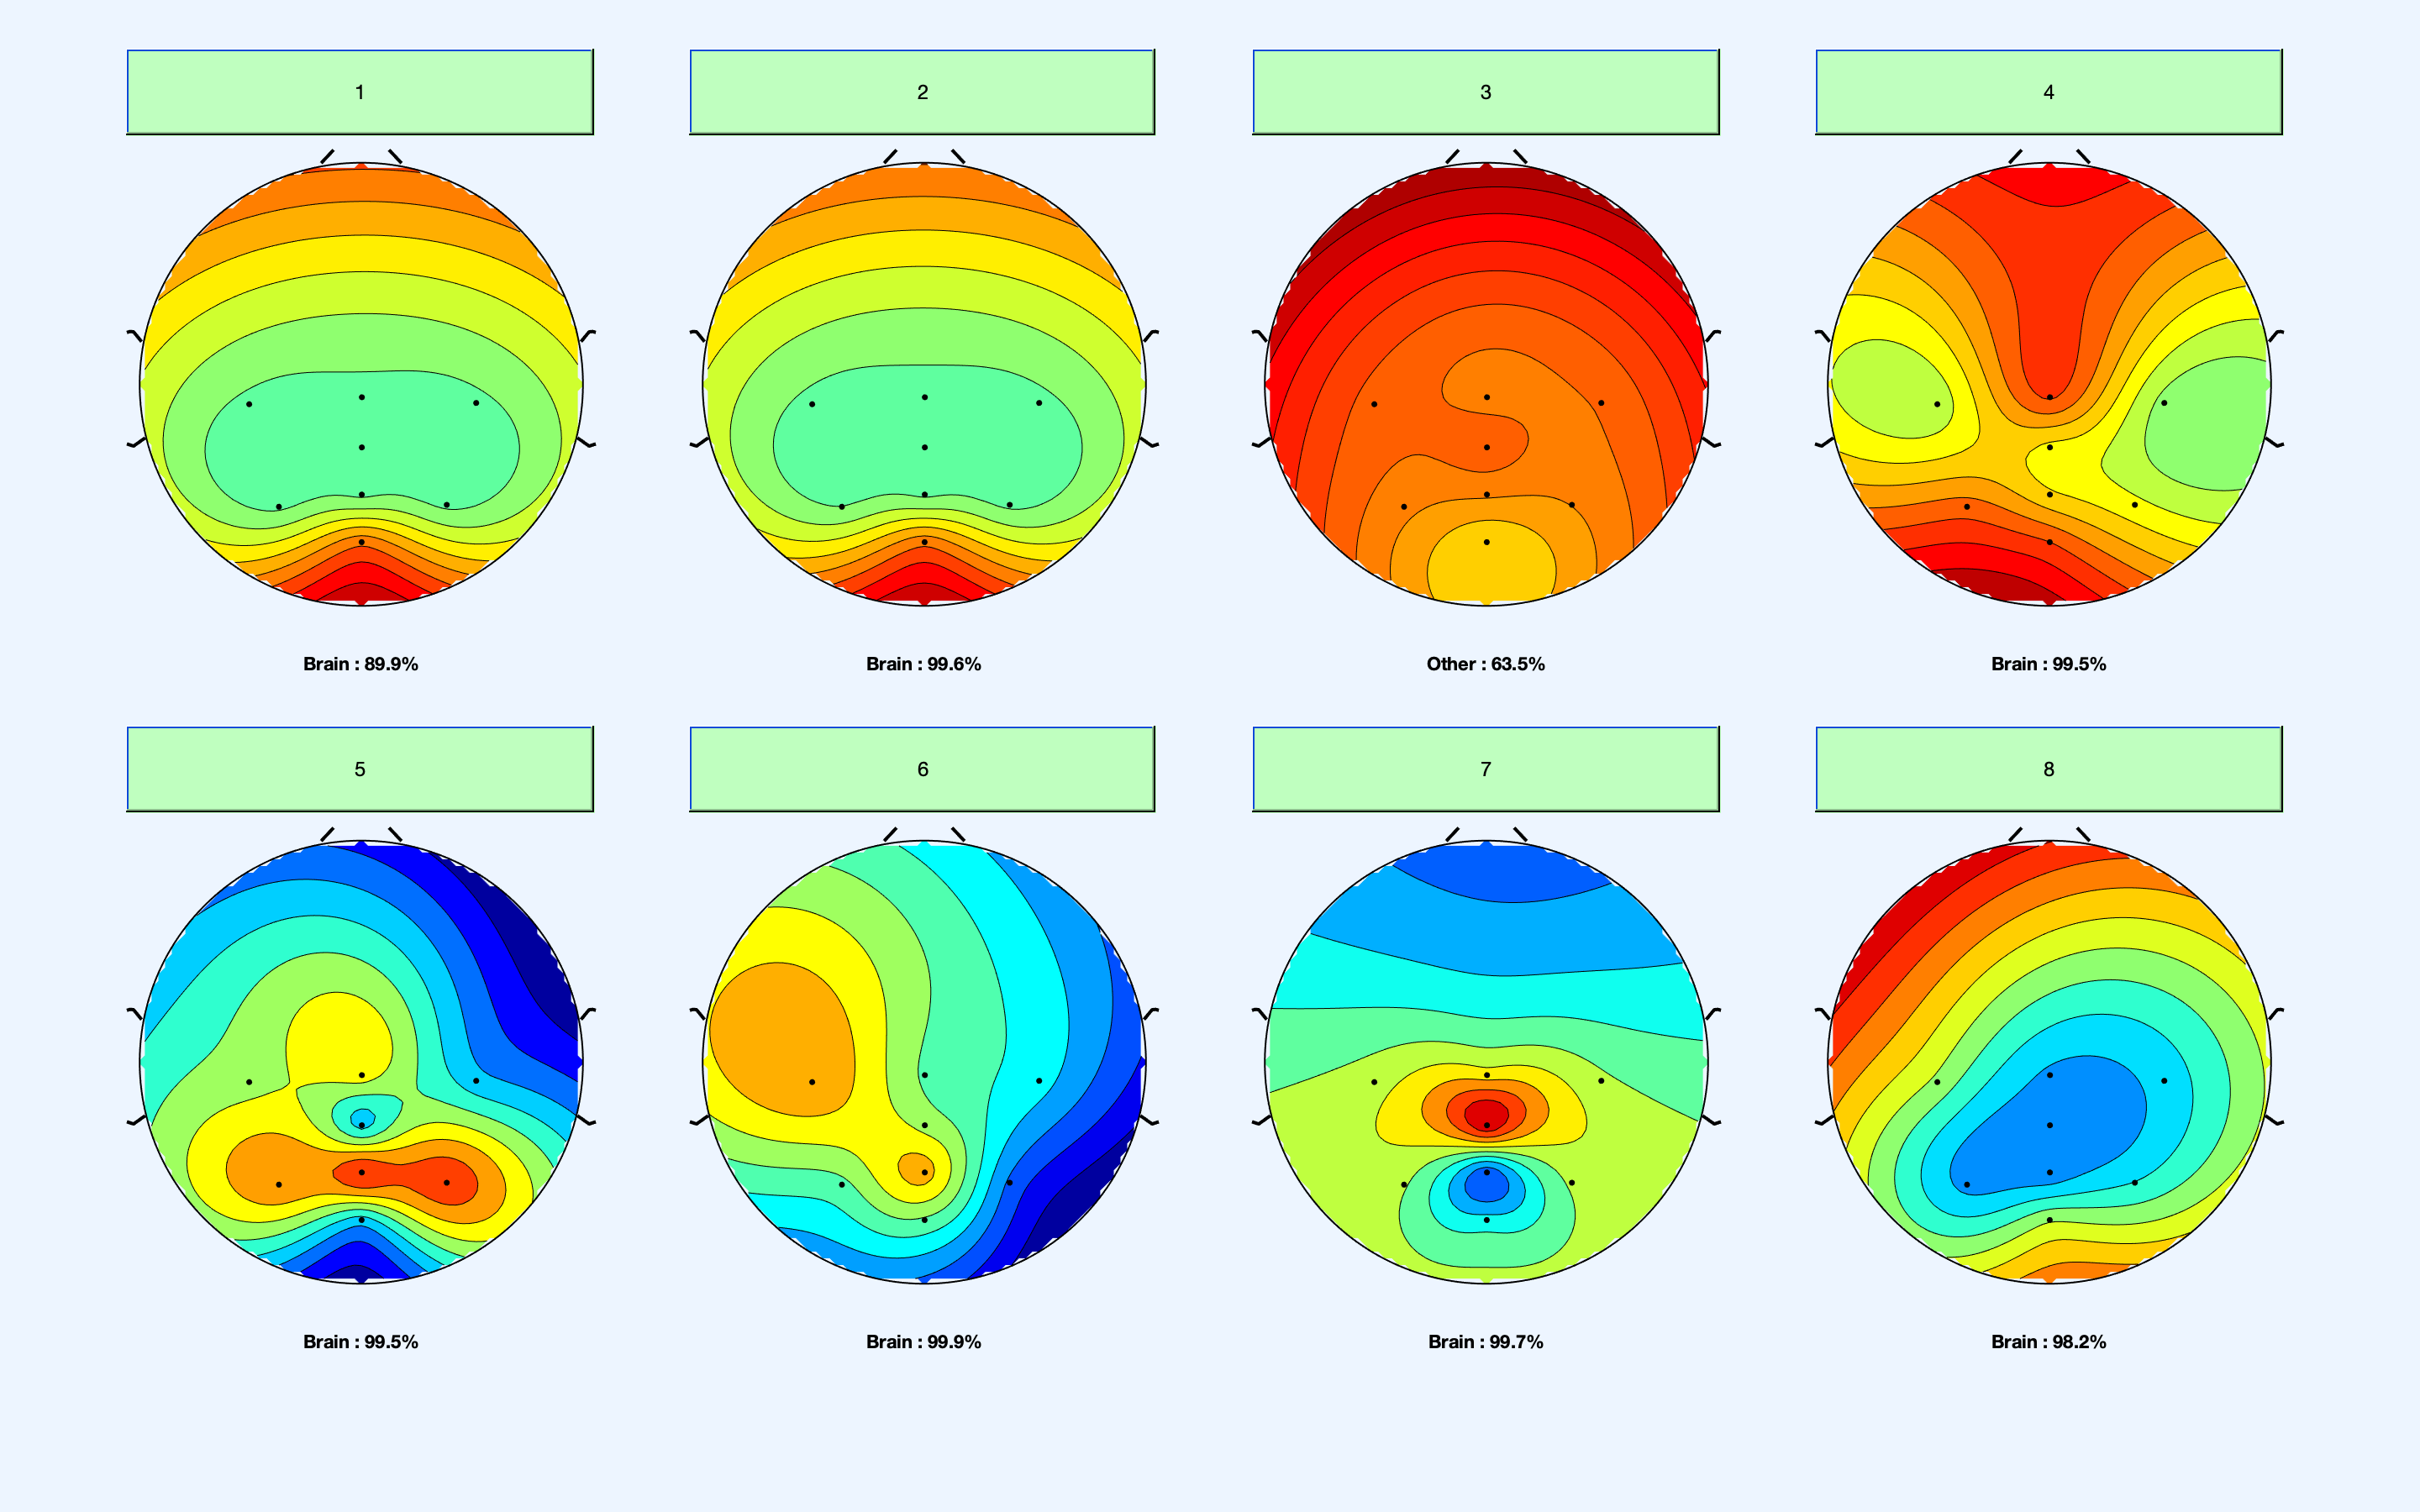 1
2
3
4
Brain : 89.9%
Brain : 99.6%
Other : 63.5%
Brain : 99.5%
5
6
7
8
Brain : 99.5%
Brain : 99.9%
Brain : 99.7%
Brain : 98.2%